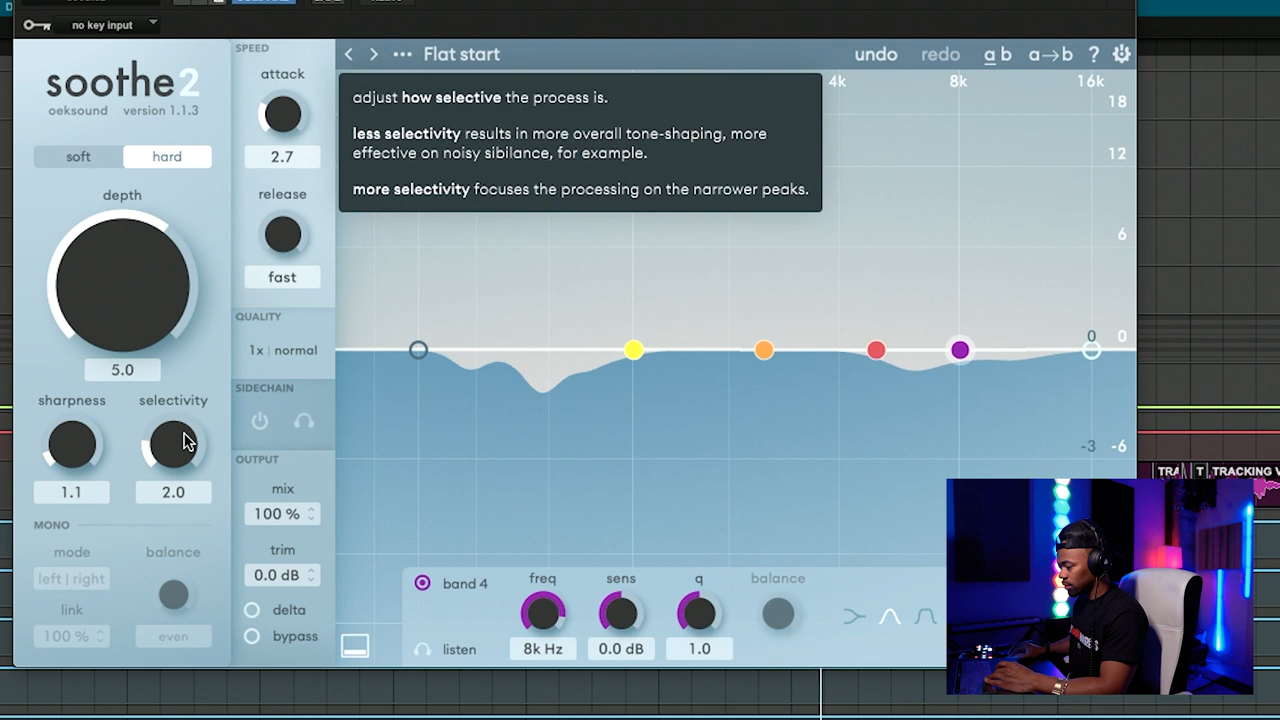 no key input
soothe2
oeksound version 1.1.3
soft hard
depth
5.0
sharpness selectivity
1.1 2.0
MONO
mode balance
left | right
link
100 % even
SPEED
attack
2.7
release
fast
QUALITY
1x | normal
SIDECHAIN
OUTPUT
mix
100 %
trim
0.0 dB
delta
bypass
Flat start
undo redo a b a→b ?
4k 8k 16k
adjust how selective the process is.
less selectivity results in more overall tone-shaping, more
effective on noisy sibilance, for example.
more selectivity focuses the processing on the narrower peaks.
18
12
6
0 0
-3 -6
band 4 freq sens q balance
listen 8k Hz 0.0 dB 1.0
TRA T TRACKING V